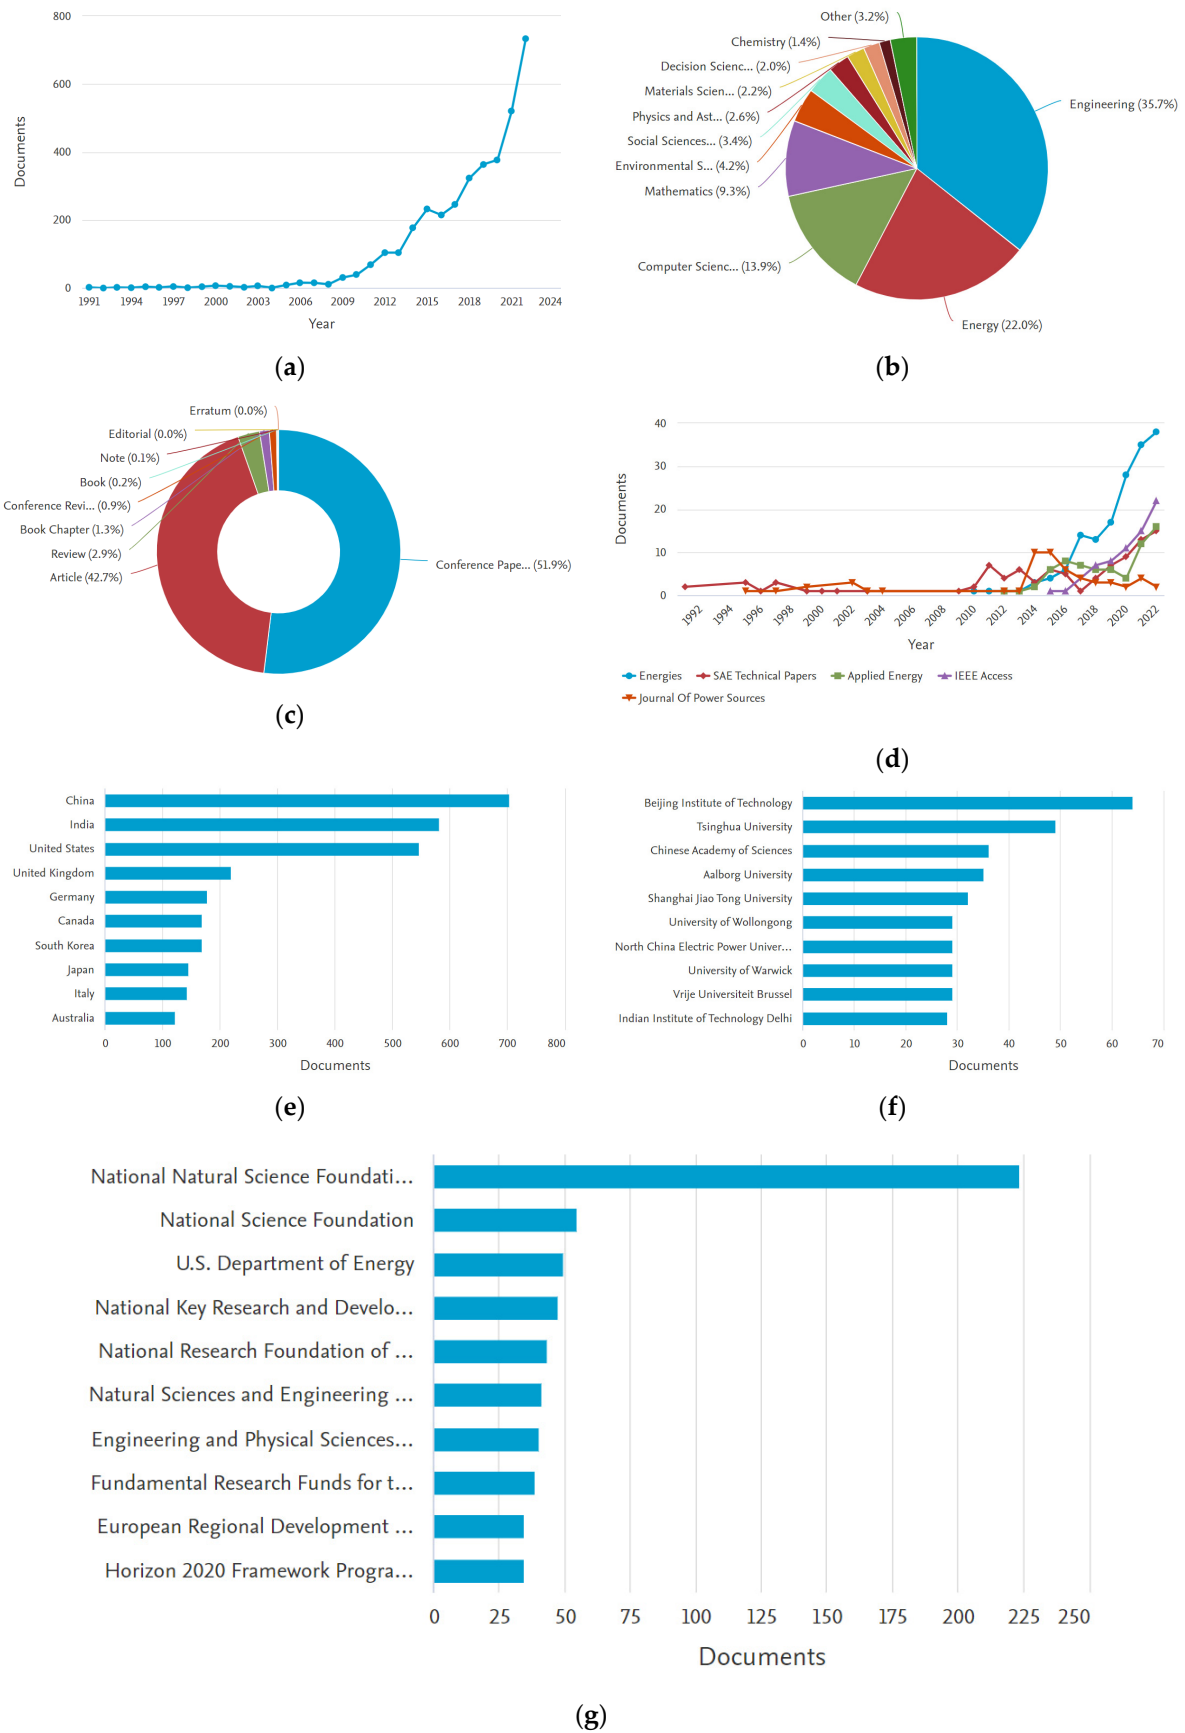 800
600
400
200
0
Documents
1991 1994 1997 2000 2003 2006 2009 2012 2015 2018 2021 2024
Year
(a)
Other (3.2%)
Chemistry (1.4%)
Decision Scienc... (2.0%)
Materials Scien... (2.2%)
Physics and Ast... (2.6%)
Social Sciences... (3.4%)
Environmental S... (4.2%)
Mathematics (9.3%)
Computer Scienc... (13.9%)
Engineering (35.7%)
Energy (22.0%)
(b)
Erratum (0.0%)
Editorial (0.0%)
Note (0.1%)
Book (0.2%)
Conference Revi... (0.9%)
Book Chapter (1.3%)
Review (2.9%)
Article (42.7%)
Conference Pape... (51.9%)
(c)
40
30
20
10
0
Documents
1992 1994 1996 1998 2000 2002 2004 2006 2008 2010 2012 2014 2016 2018 2020 2022
Year
Energies SAE Technical Papers Applied Energy IEEE Access
Journal Of Power Sources
(d)
China
India
United States
United Kingdom
Germany
Canada
South Korea
Japan
Italy
Australia
0 100 200 300 400 500 600 700 800
Documents
(e)
Beijing Institute of Technology
Tsinghua University
Chinese Academy of Sciences
Aalborg University
Shanghai Jiao Tong University
University of Wollongong
North China Electric Power Univer...
University of Warwick
Vrije Universiteit Brussel
Indian Institute of Technology Delhi
0 10 20 30 40 50 60 70
Documents
(f)
National Natural Science Foundati...
National Science Foundation
U.S. Department of Energy
National Key Research and Develo...
National Research Foundation of ...
Natural Sciences and Engineering ...
Engineering and Physical Sciences...
Fundamental Research Funds for t...
European Regional Development ...
Horizon 2020 Framework Progra...
0 25 50 75 100 125 150 175 200 225 250
Documents
(g)